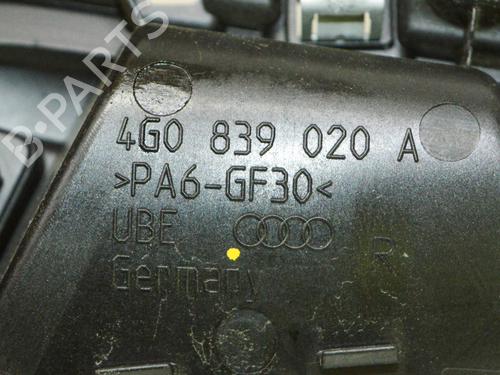 B-PARTS
4G0 839 020 A
>PA6-GF30<
UBE
R
Germany